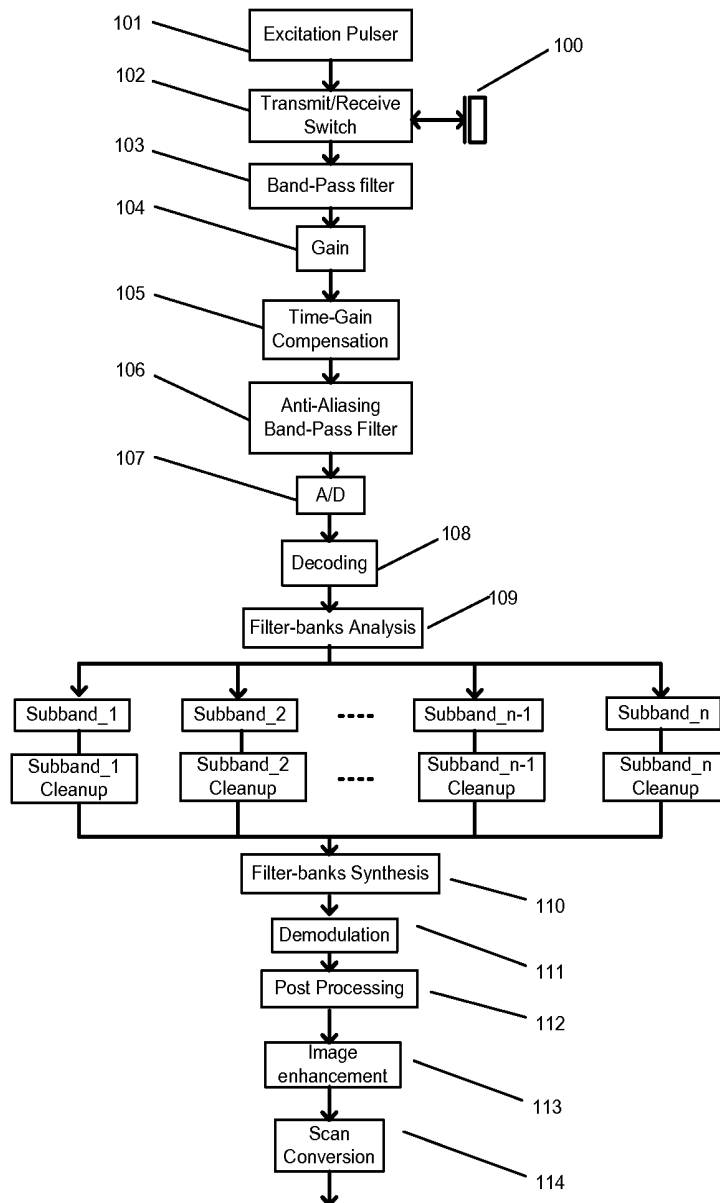 101
Excitation Pulser
100
102
Transmit/Receive
Switch
103
Band-Pass filter
104
Gain
105
Time-Gain
Compensation
106
Anti-Aliasing
Band-Pass Filter
107
A/D
108
Decoding
109
Filter-banks Analysis
Subband_1
Subband_2
----
Subband_n-1
Subband_n
Subband_1
Cleanup
Subband_2
Cleanup
----
Subband_n-1
Cleanup
Subband_n
Cleanup
Filter-banks Synthesis
110
Demodulation
111
Post Processing
112
Image
enhancement
113
Scan
Conversion
114